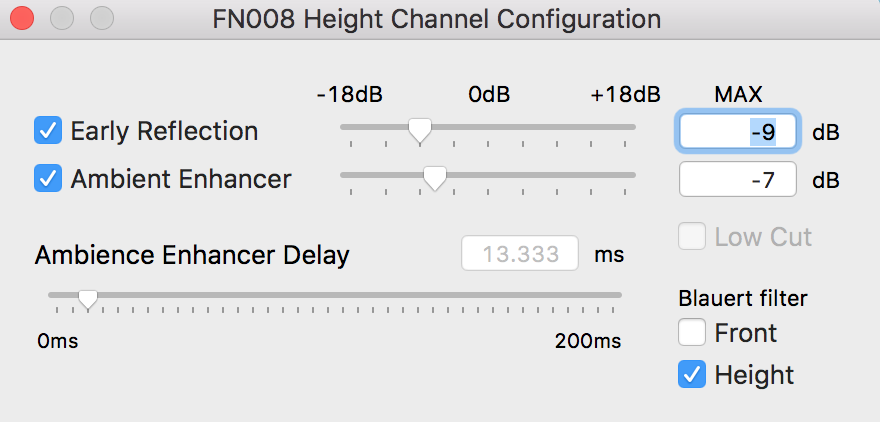 FN008 Height Channel Configuration
-18dB 0dB +18dB MAX
Early Reflection -9 dB
Ambient Enhancer -7 dB
Low Cut
Ambience Enhancer Delay 13.333 ms
Blauert filter
Front
0ms 200ms
Height